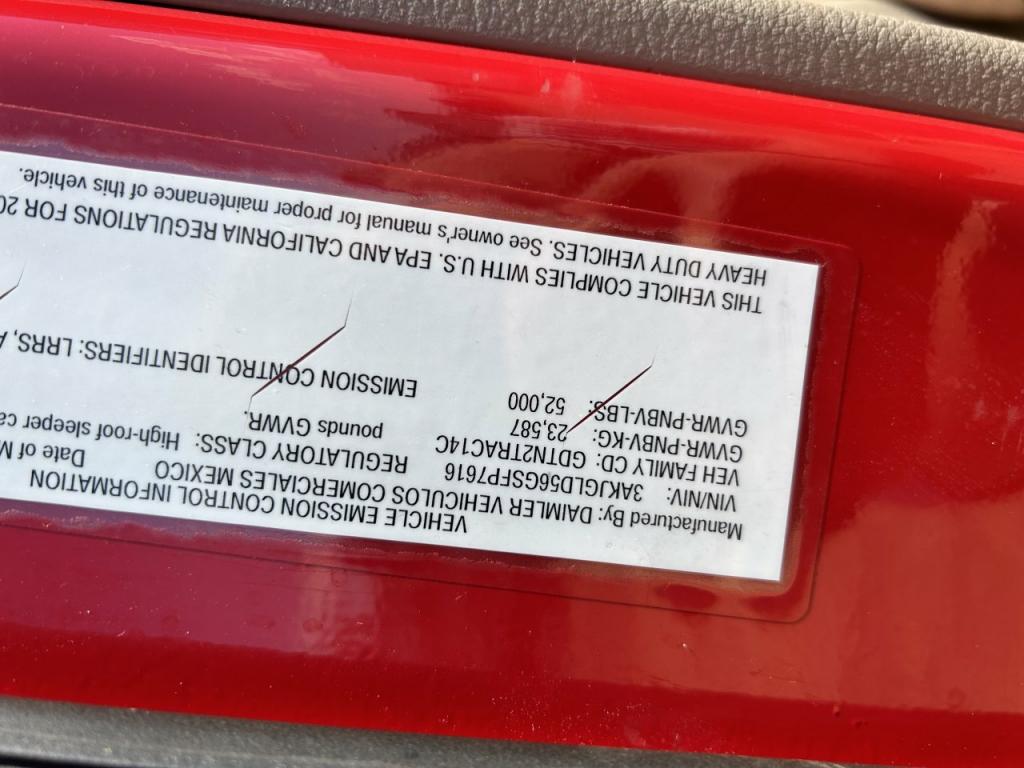 VEHICLE EMISSION CONTROL INFORMATION
Manufactured By: DAIMLER VEHICULOS COMERCIALES MEXICO Date of M
VIN/NIV: 3AKJGLD56GSFP7616
VEH FAMILY CD: GDTN2TRAC14C REGULATORY CLASS: High-roof sleeper ca
GVWR-PNBV-KG: 23,587 pounds GVWR.
GVWR-PNBV-LBS: 52,000 EMISSION CONTROL IDENTIFIERS: LRRS, A
THIS VEHICLE COMPLIES WITH U.S. EPA AND CALIFORNIA REGULATIONS FOR 20
HEAVY DUTY VEHICLES. See owner's manual for proper maintenance of this vehicle.